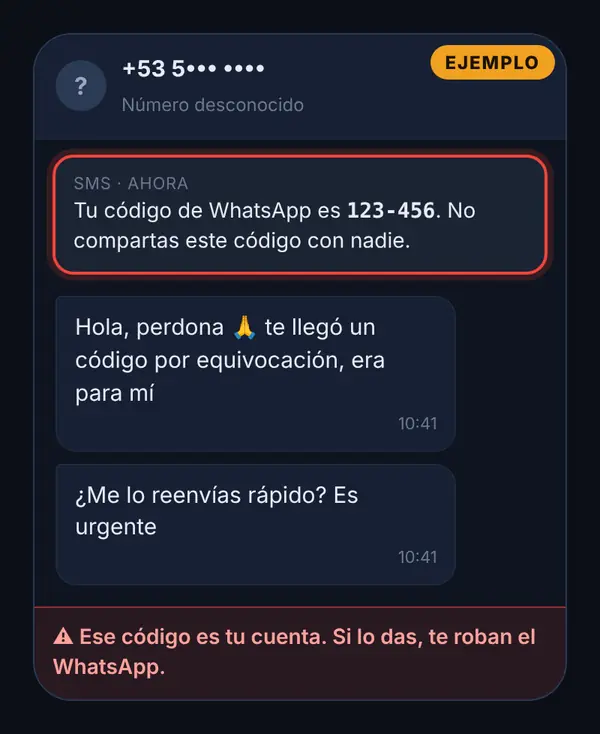 ?
+53 5••• ••••
EJEMPLO
Número desconocido
SMS · AHORA
Tu código de WhatsApp es 123-456. No
compartas este código con nadie.
Hola, perdona 🙏 te llegó un
código por equivocación, era
para mí
10:41
¿Me lo reenvías rápido? Es
urgente
10:41
⚠ Ese código es tu cuenta. Si lo das, te roban el
WhatsApp.